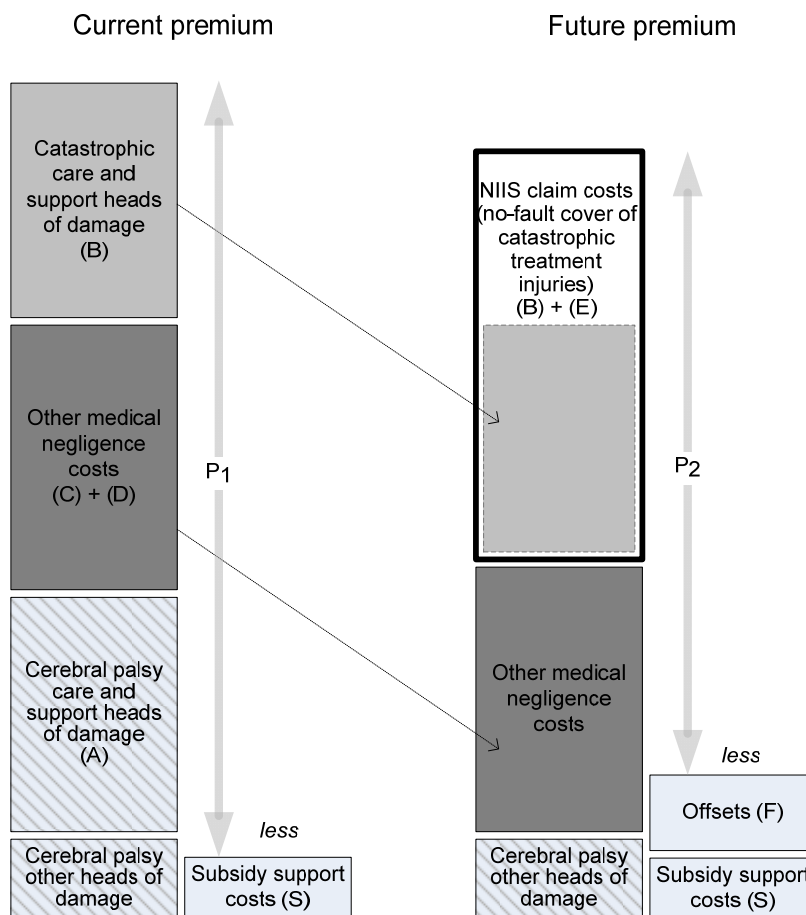 Current premium
Future premium
Catastrophic
care and
support heads
of damage
(B)
Other medical
negligence
costs
(C) + (D)
Cerebral palsy
care and
support heads
of damage
(A)
Cerebral palsy
other heads of
damage
P1
less
Subsidy support
costs (S)
NIIS claim costs
(no-fault cover of
catastrophic
treatment
injuries)
(B) + (E)
Other medical
negligence
costs
Cerebral palsy
other heads of
damage
P2
less
Offsets (F)
Subsidy support
costs (S)